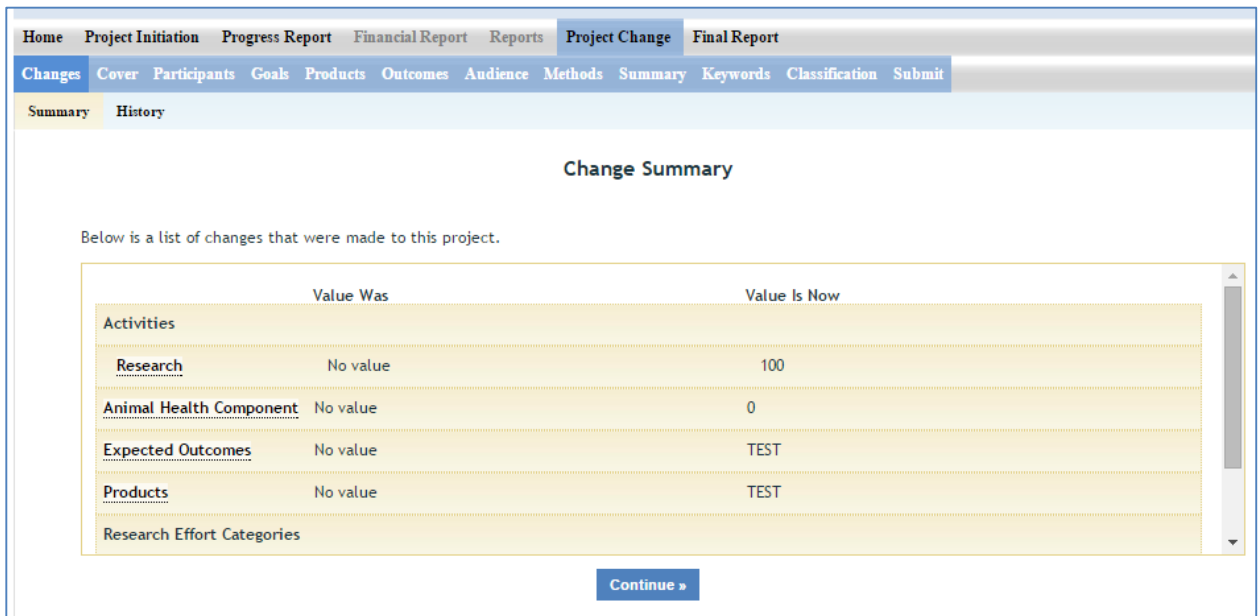 Home Project Initiation Progress Report Financial Report Reports Project Change Final Report
Changes Cover Participants Goals Products Outcomes Audience Methods Summary Keywords Classification Submit
Summary History
Change Summary
Below is a list of changes that were made to this project.
Value Was Value Is Now
Activities
Research No value 100
Animal Health Component No value 0
Expected Outcomes No value TEST
Products No value TEST
Research Effort Categories
Continue »